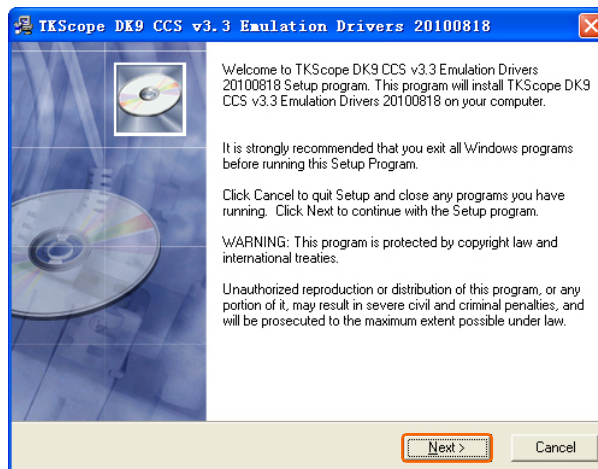 TKScope DK9 CCS v3.3 Emulation Drivers 20100818
Welcome to TKScope DK9 CCS v3.3 Emulation Drivers
20100818 Setup program. This program will install TKScope DK9
CCS v3.3 Emulation Drivers 20100818 on your computer.
It is strongly recommended that you exit all Windows programs
before running this Setup Program.
Click Cancel to quit Setup and close any programs you have
running. Click Next to continue with the Setup program.
WARNING: This program is protected by copyright law and
international treaties.
Unauthorized reproduction or distribution of this program, or any
portion of it, may result in severe civil and criminal penalties, and
will be prosecuted to the maximum extent possible under law.
Next >
Cancel